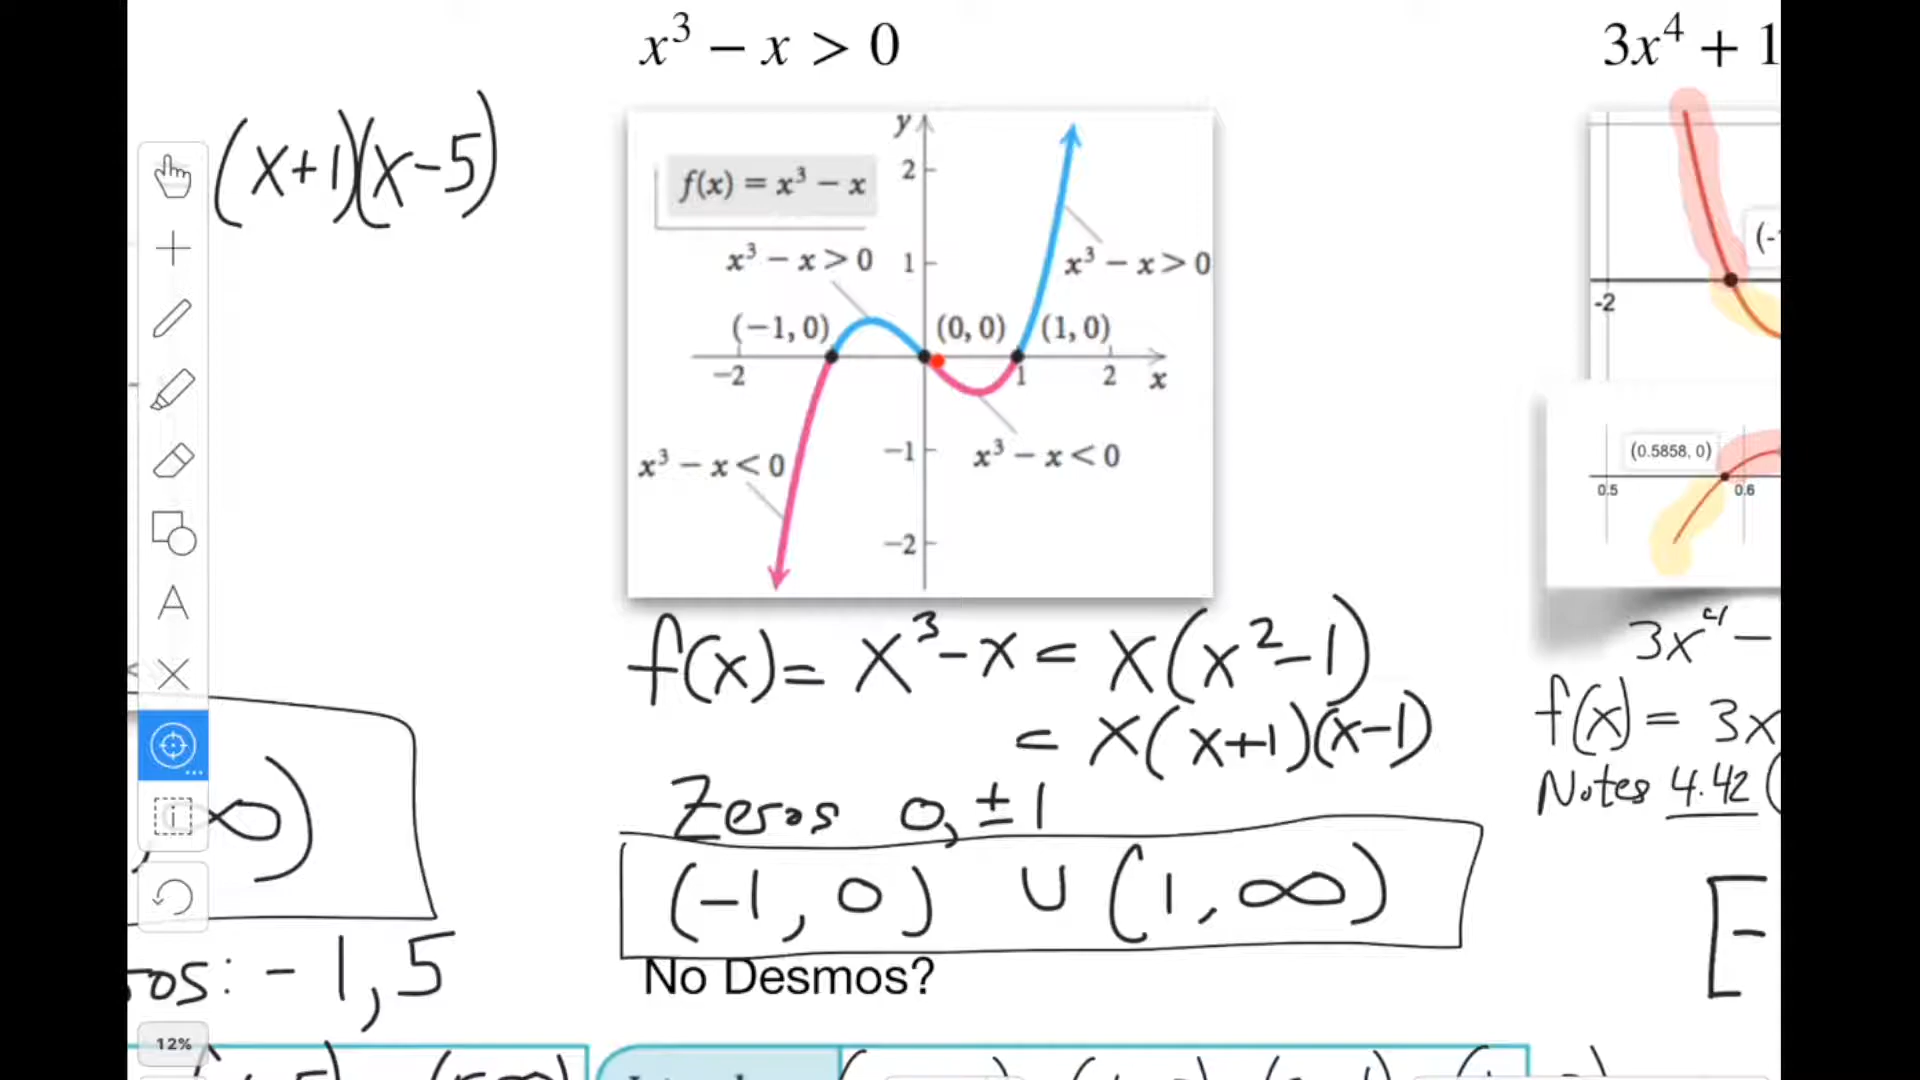 x³ − x > 0
3x⁴ + 1
(x+1)(x−5)
y
2
f(x) = x³ − x
x³ − x > 0
1
x³ − x > 0
(−1, 0)
(0, 0)
(1, 0)
−2
1
2
x
−1
x³ − x < 0
x³ − x < 0
−2
(-
-2
(0.5858, 0)
0.5
0.6
f(x) = x³ − x = x(x² − 1)
= x(x+1)(x−1)
Zeros 0, ±1
(−1, 0) ∪ (1, ∞)
No Desmos?
3x⁴ −
f(x) = 3x
Notes 4.42 (
[−
, ∞)
ros: −1, 5
A
12%